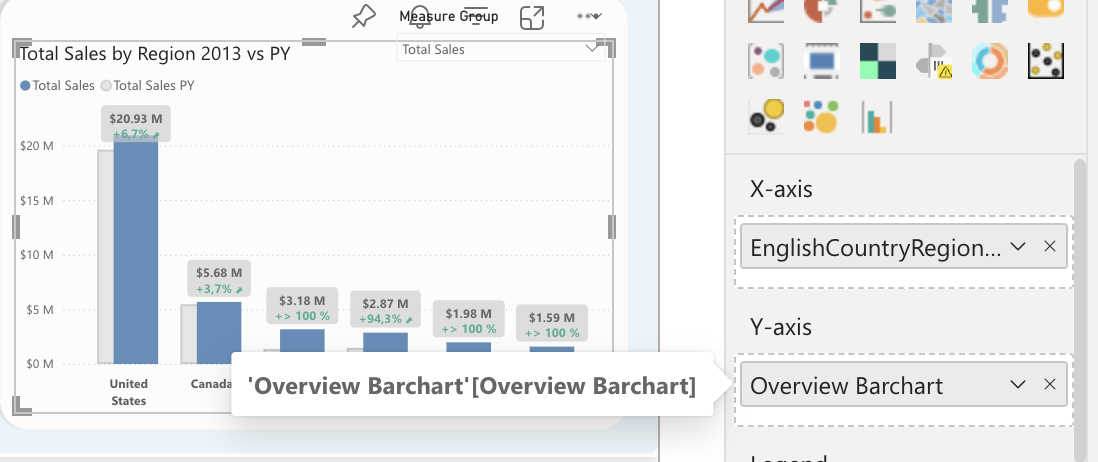 Measure Group
Total Sales by Region 2013 vs PY
Total Sales
Total Sales Total Sales PY
$20.93 M
+6,7%
$20 M
$15 M
$10 M
$5.68 M
+3,7%
$3.18 M
+> 100 %
$2.87 M
+94,3%
$1.98 M
+> 100 %
$1.59 M
+> 100 %
$5 M
$0 M
United
States
Canada
'Overview Barchart'[Overview Barchart]
X-axis
EnglishCountryRegion...
Y-axis
Overview Barchart